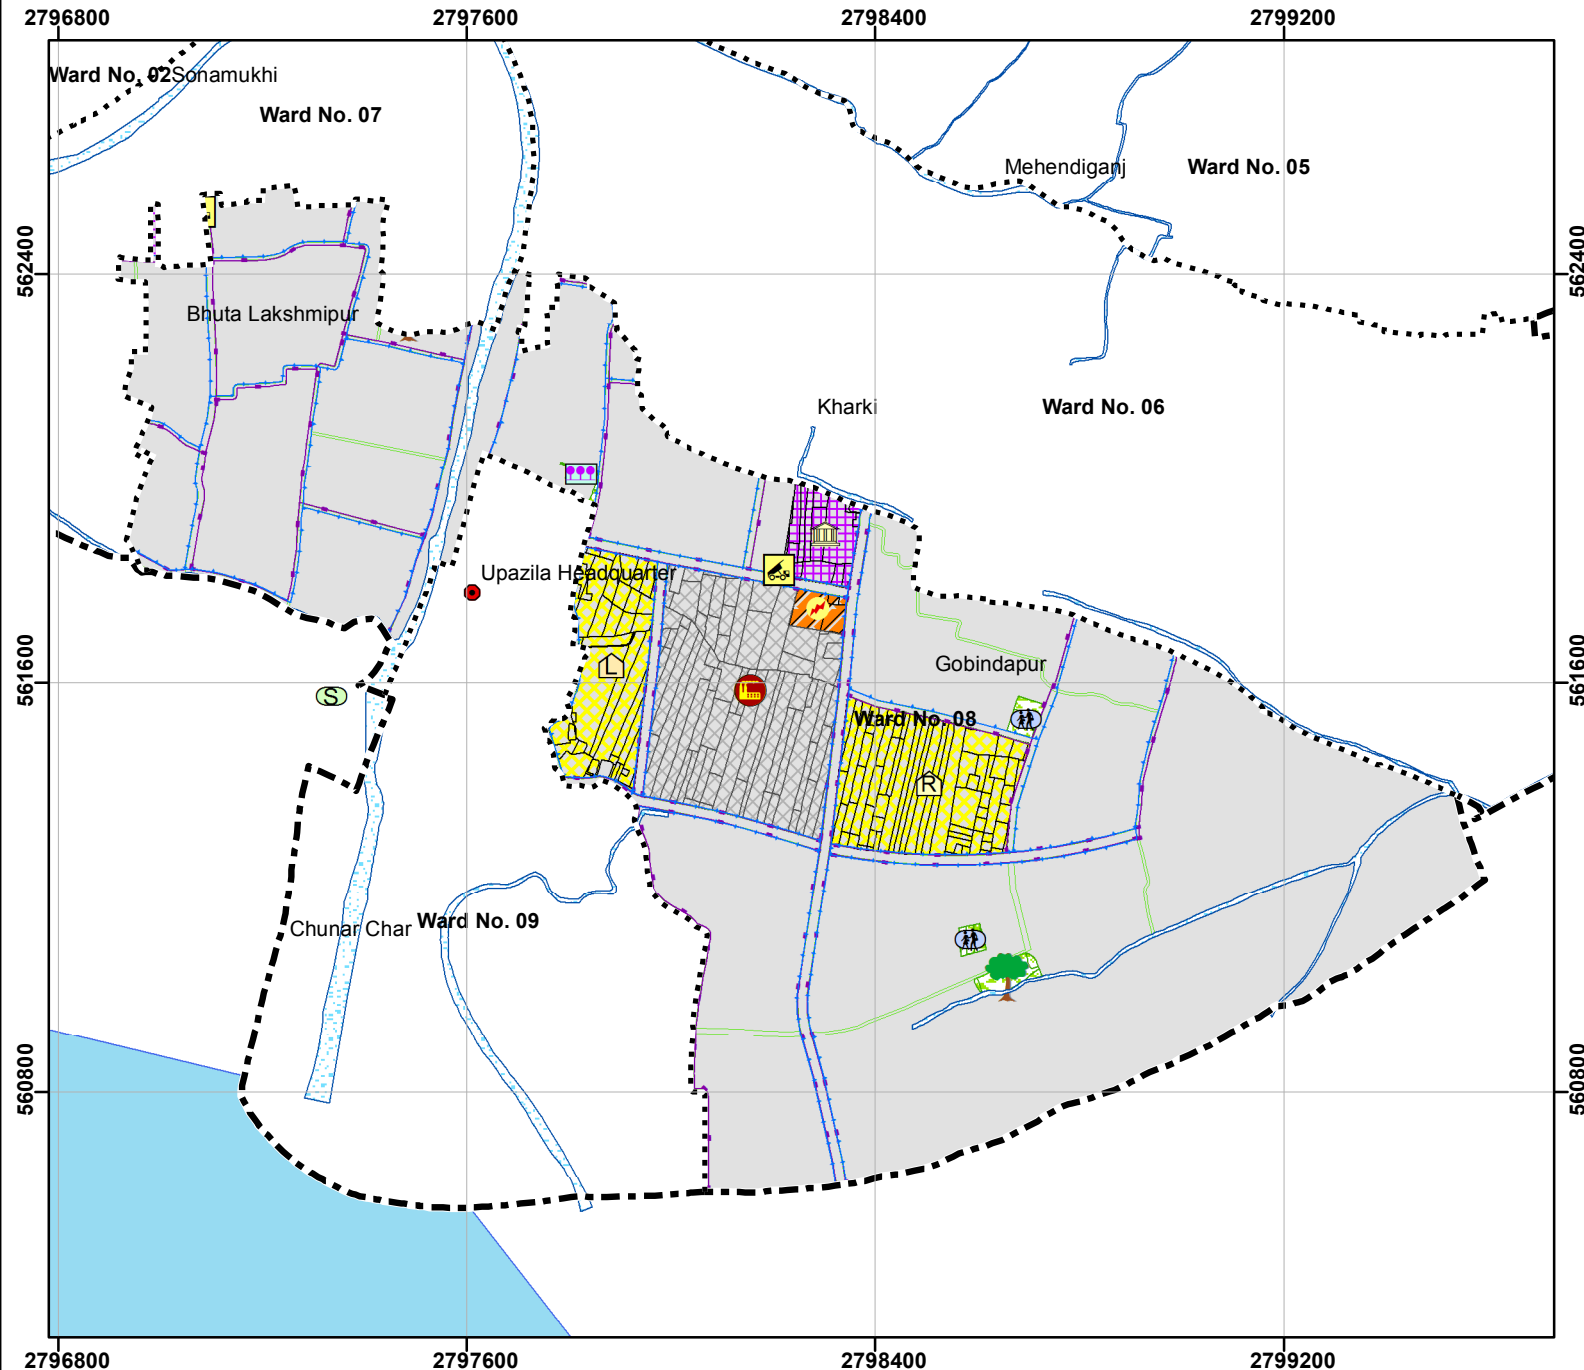 2796800 2797600 2798400 2799200
Ward No. 02 Sonamukhi
Ward No. 07
Mehendiganj Ward No. 05
562400 562400
Bhuta Lakshmipur
Kharki Ward No. 06
Upazila Headquarter
L
Gobindapur
561600 561600
S
Ward No. 08
R
Chunar Char Ward No. 09
560800 560800
2796800 2797600 2798400 2799200